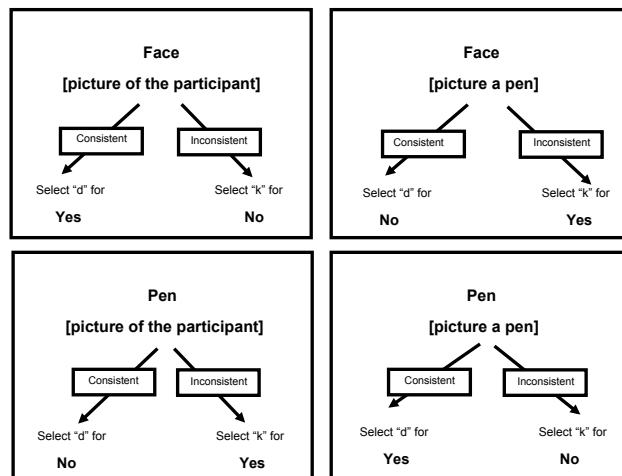 Face
[picture of the participant]
Consistent
Inconsistent
Select “d” for
Select “k” for
Yes
No
Face
[picture a pen]
Consistent
Inconsistent
Select “d” for
Select “k” for
No
Yes
Pen
[picture of the participant]
Consistent
Inconsistent
Select “d” for
Select “k” for
No
Yes
Pen
[picture a pen]
Consistent
Inconsistent
Select “d” for
Select “k” for
Yes
No